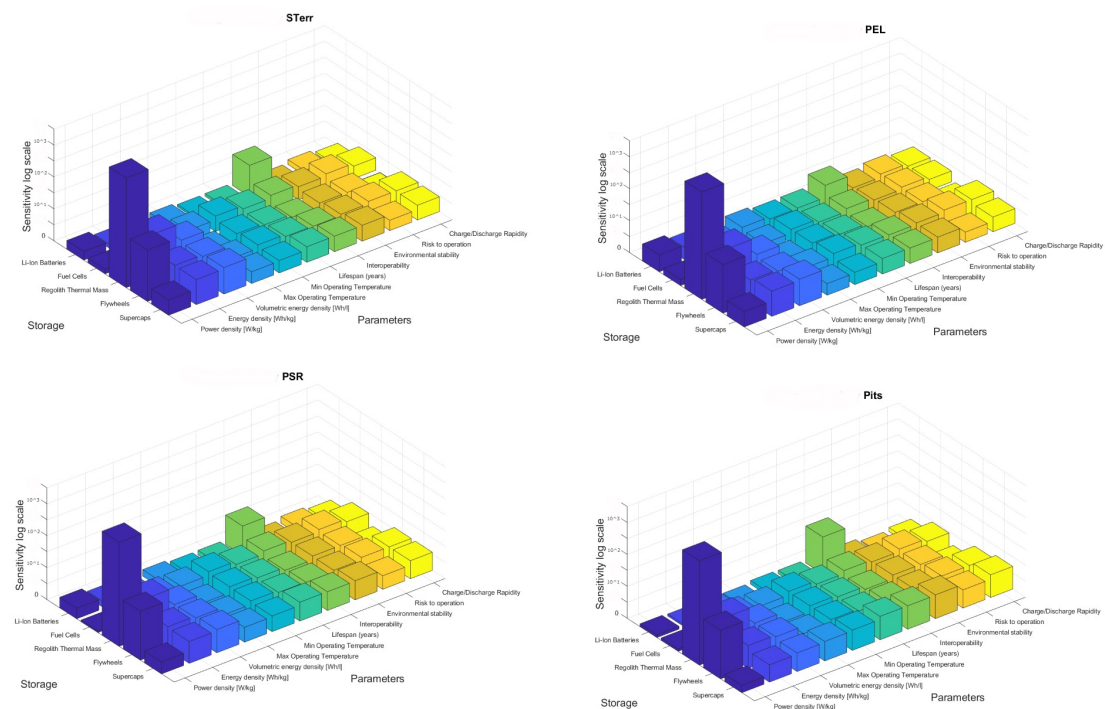 STerr
Sensitivity log scale
10^3
10^2
10^1
0
Li-Ion Batteries
Fuel Cells
Regolith Thermal Mass
Flywheels
Supercaps
Storage
Charge/Discharge Rapidity
Risk to operation
Environmental stability
Interoperability
Lifespan (years)
Min Operating Temperature
Max Operating Temperature
Volumetric energy density [Wh/l]
Energy density [Wh/kg]
Power density [W/kg]
Parameters
PEL
Sensitivity log scale
10^3
10^2
10^1
0
Li-Ion Batteries
Fuel Cells
Regolith Thermal Mass
Flywheels
Supercaps
Storage
Charge/Discharge Rapidity
Risk to operation
Environmental stability
Interoperability
Lifespan (years)
Min Operating Temperature
Max Operating Temperature
Volumetric energy density [Wh/l]
Energy density [Wh/kg]
Power density [W/kg]
Parameters
PSR
Sensitivity log scale
10^3
10^2
10^1
0
Li-Ion Batteries
Fuel Cells
Regolith Thermal Mass
Flywheels
Supercaps
Storage
Charge/Discharge Rapidity
Risk to operation
Environmental stability
Interoperability
Lifespan (years)
Min Operating Temperature
Max Operating Temperature
Volumetric energy density [Wh/l]
Energy density [Wh/kg]
Power density [W/kg]
Parameters
Pits
Sensitivity log scale
10^3
10^2
10^1
0
Li-Ion Batteries
Fuel Cells
Regolith Thermal Mass
Flywheels
Supercaps
Storage
Charge/Discharge Rapidity
Risk to operation
Environmental stability
Interoperability
Lifespan (years)
Min Operating Temperature
Max Operating Temperature
Volumetric energy density [Wh/l]
Energy density [Wh/kg]
Power density [W/kg]
Parameters